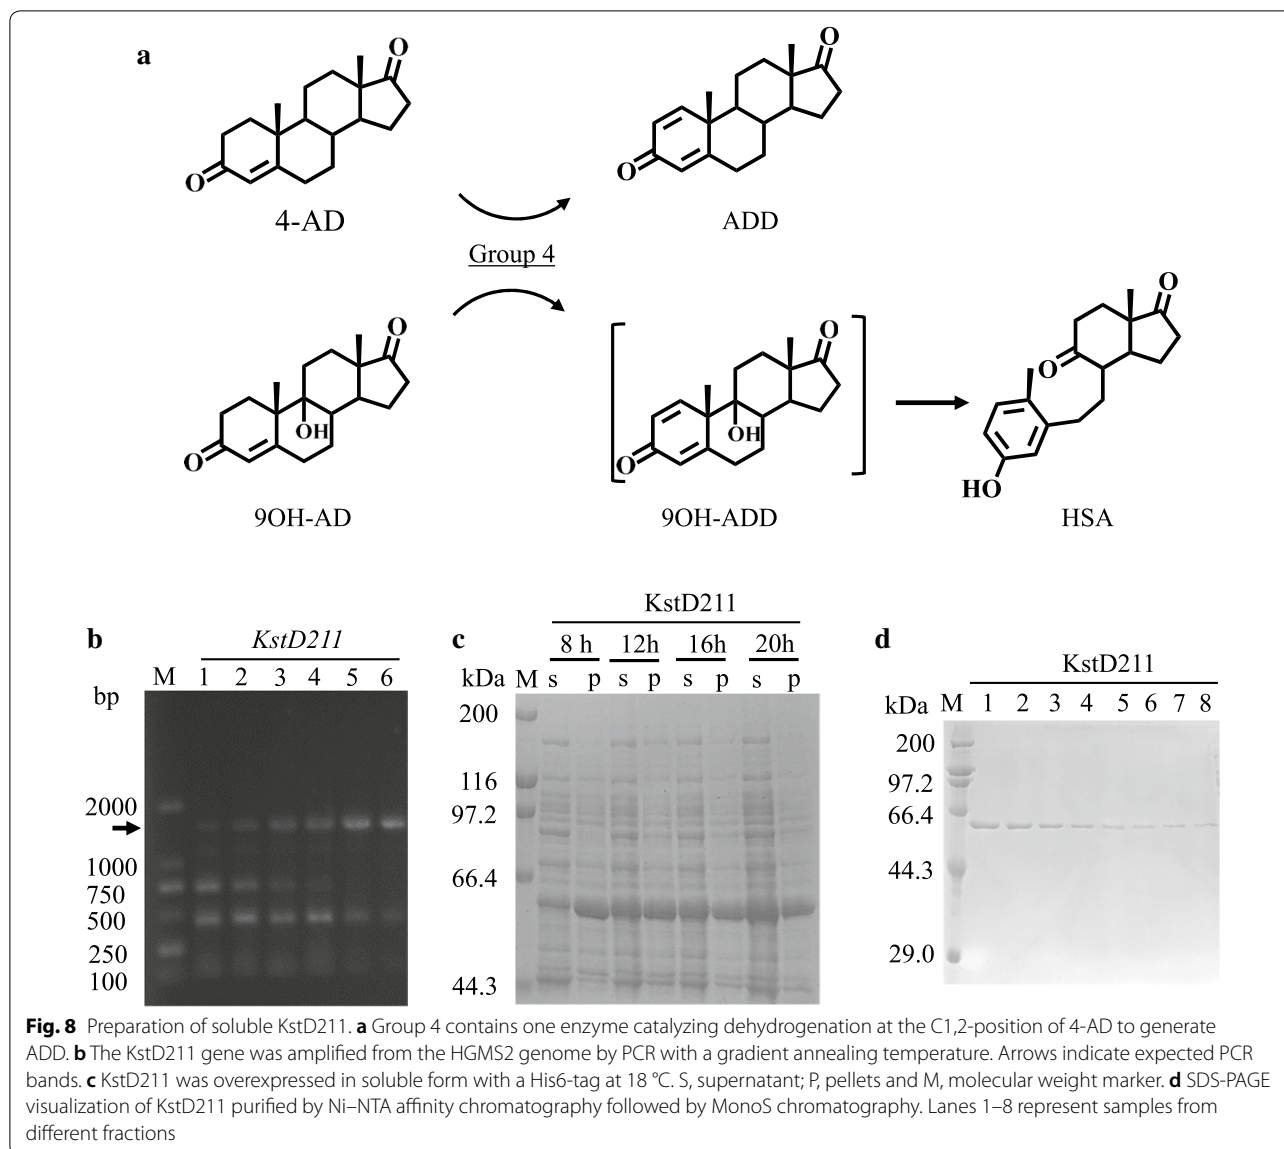 a
O
O
4-AD
O
O
ADD
Group 4
O
OH
O
9OH-AD
O
OH
O
9OH-ADD
O
O
HO
HSA
b
KstD211
M 1 2 3 4 5 6
bp
2000
1000
750
500
250
100
c
KstD211
8 h 12h 16h 20h
kDa M s p s p s p s p
200
116
97.2
66.4
44.3
d
KstD211
kDa M 1 2 3 4 5 6 7 8
200
97.2
66.4
44.3
29.0
Fig. 8 Preparation of soluble KstD211. a Group 4 contains one enzyme catalyzing dehydrogenation at the C1,2-position of 4-AD to generate
ADD. b The KstD211 gene was amplified from the HGMS2 genome by PCR with a gradient annealing temperature. Arrows indicate expected PCR
bands. c KstD211 was overexpressed in soluble form with a His6-tag at 18 °C. S, supernatant; P, pellets and M, molecular weight marker. d SDS-PAGE
visualization of KstD211 purified by Ni–NTA affinity chromatography followed by MonoS chromatography. Lanes 1–8 represent samples from
different fractions